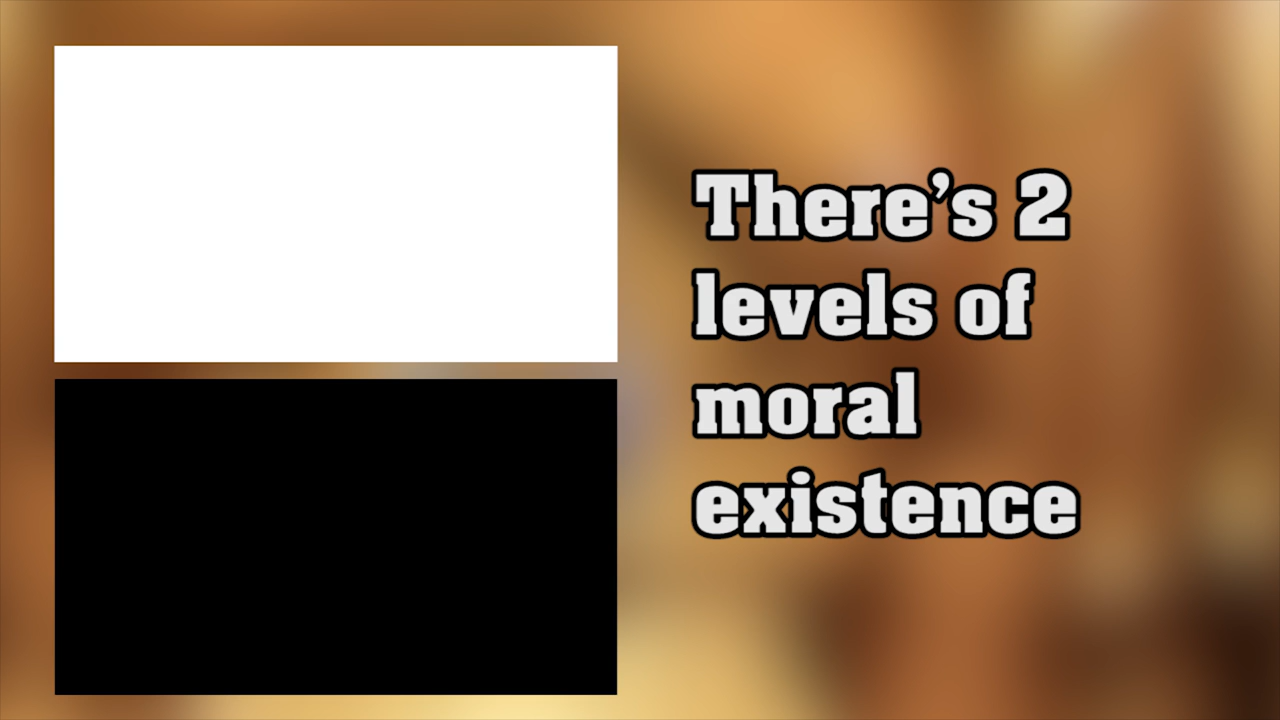 There’s 2
levels of
moral
existence